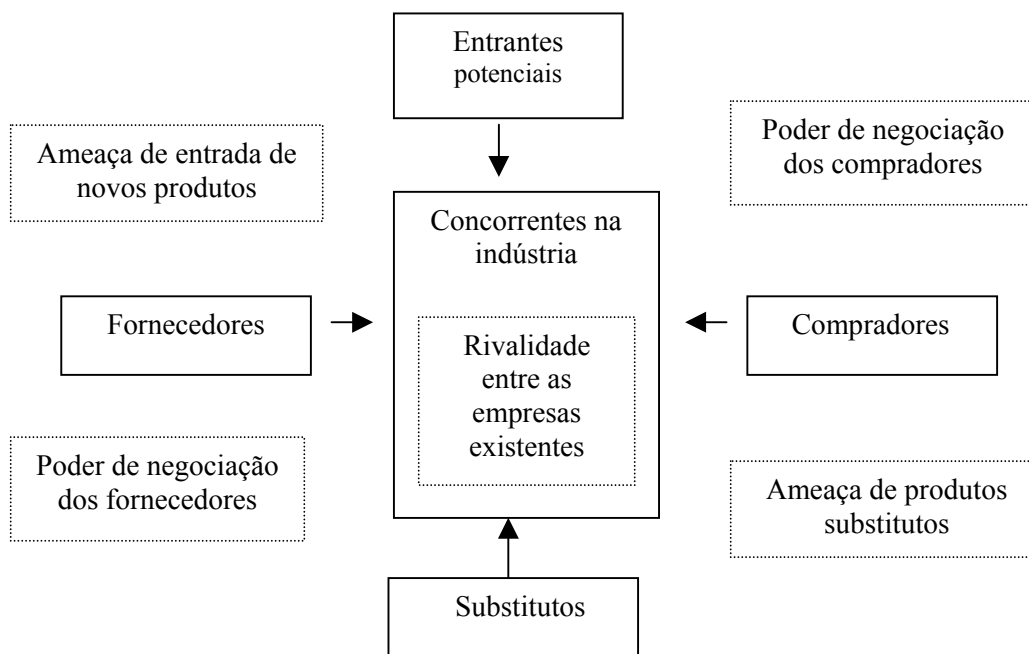 Entrantes
potenciais
Ameaça de entrada de
novos produtos
Poder de negociação
dos compradores
Concorrentes na
indústria
Fornecedores
Compradores
Rivalidade
entre as
empresas
existentes
Poder de negociação
dos fornecedores
Ameaça de produtos
substitutos
Substitutos